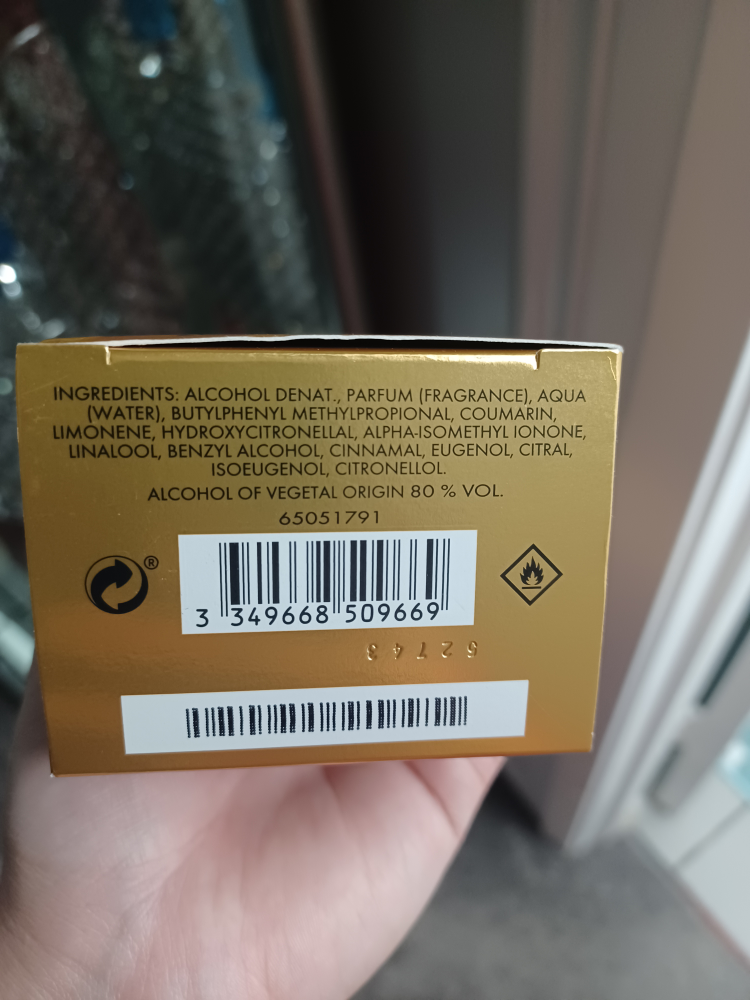 INGREDIENTS: ALCOHOL DENAT., PARFUM (FRAGRANCE), AQUA
(WATER), BUTYLPHENYL METHYLPROPIONAL, COUMARIN,
LIMONENE, HYDROXYCITRONELLAL, ALPHA-ISOMETHYL IONONE,
LINALOOL, BENZYL ALCOHOL, CINNAMAL, EUGENOL, CITRAL,
ISOEUGENOL, CITRONELLOL.
ALCOHOL OF VEGETAL ORIGIN 80 % VOL.
65051791
®
3 349668 509669
52743